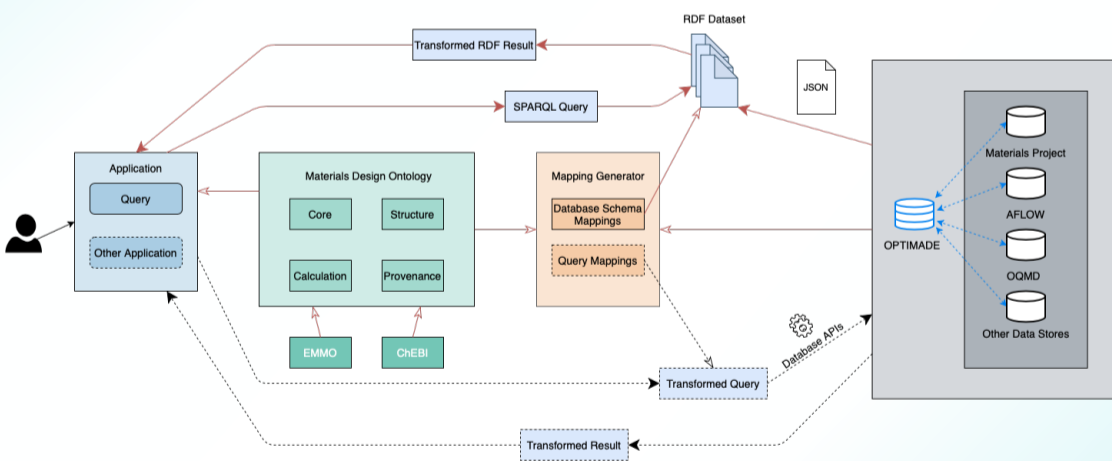 RDF Dataset
Transformed RDF Result
JSON
SPARQL Query
Application
Query
Other Application
Materials Design Ontology
Core
Structure
Calculation
Provenance
EMMO
ChEBI
Mapping Generator
Database Schema
Mappings
Query Mappings
OPTIMADE
Materials Project
AFLOW
OQMD
Other Data Stores
Database APIs
Transformed Query
Transformed Result